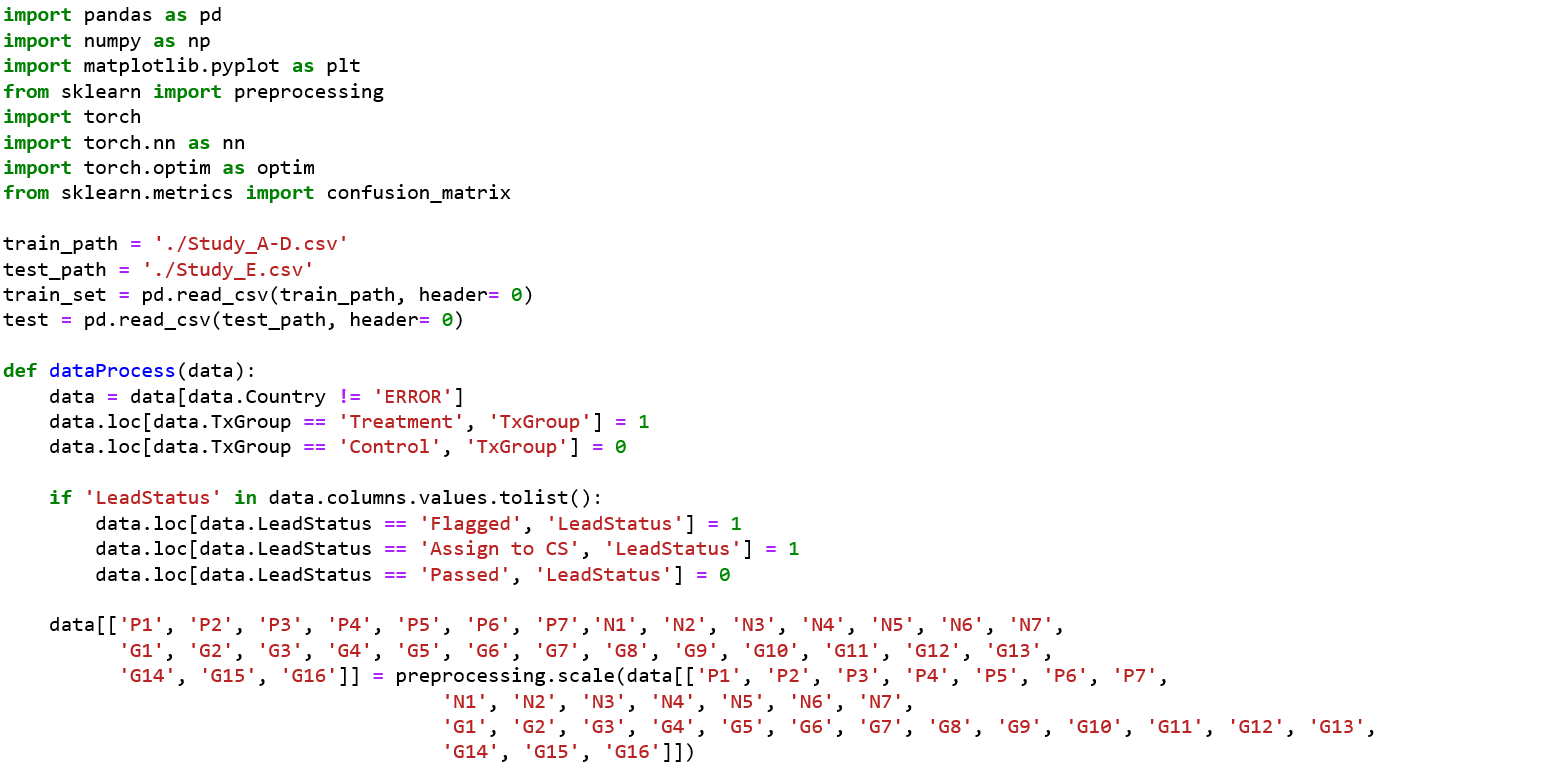 import pandas as pd
import numpy as np
import matplotlib.pyplot as plt
from sklearn import preprocessing
import torch
import torch.nn as nn
import torch.optim as optim
from sklearn.metrics import confusion_matrix

train_path = './Study_A-D.csv'
test_path = './Study_E.csv'
train_set = pd.read_csv(train_path, header= 0)
test = pd.read_csv(test_path, header= 0)

def dataProcess(data):
    data = data[data.Country != 'ERROR']
    data.loc[data.TxGroup == 'Treatment', 'TxGroup'] = 1
    data.loc[data.TxGroup == 'Control', 'TxGroup'] = 0

    if 'LeadStatus' in data.columns.values.tolist():
        data.loc[data.LeadStatus == 'Flagged', 'LeadStatus'] = 1
        data.loc[data.LeadStatus == 'Assign to CS', 'LeadStatus'] = 1
        data.loc[data.LeadStatus == 'Passed', 'LeadStatus'] = 0

    data[['P1', 'P2', 'P3', 'P4', 'P5', 'P6', 'P7','N1', 'N2', 'N3', 'N4', 'N5', 'N6', 'N7',
          'G1', 'G2', 'G3', 'G4', 'G5', 'G6', 'G7', 'G8', 'G9', 'G10', 'G11', 'G12', 'G13',
          'G14', 'G15', 'G16']] = preprocessing.scale(data[['P1', 'P2', 'P3', 'P4', 'P5', 'P6', 'P7',
                                      'N1', 'N2', 'N3', 'N4', 'N5', 'N6', 'N7',
                                      'G1', 'G2', 'G3', 'G4', 'G5', 'G6', 'G7', 'G8', 'G9', 'G10', 'G11', 'G12', 'G13',
                                      'G14', 'G15', 'G16']])